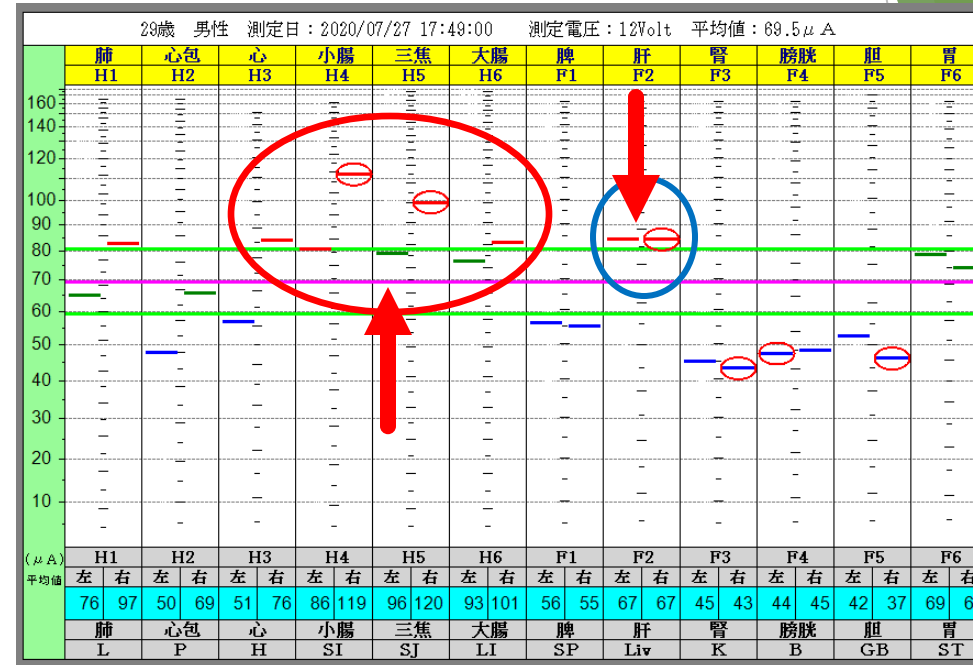 29歳 男性 測定日：2020/07/27 17:49:00 測定電圧：12Volt 平均値：69.5μA
肺 心包 心 小腸 三焦 大腸 脾 肝 腎 膀胱 胆 胃
H1 H2 H3 H4 H5 H6 F1 F2 F3 F4 F5 F6
160
140
120
100
90
80
70
60
50
40
30
20
10
(μA) H1 H2 H3 H4 H5 H6 F1 F2 F3 F4 F5 F6
平均値 左 右 左 右 左 右 左 右 左 右 左 右 左 右 左 右 左 右 左 右 左 右 左 右
76 97 50 69 51 76 86 119 96 120 93 101 56 55 67 67 45 43 44 45 42 37 69 6
肺 心包 心 小腸 三焦 大腸 脾 肝 腎 膀胱 胆 胃
L P H SI SJ LI SP Liv K B GB ST